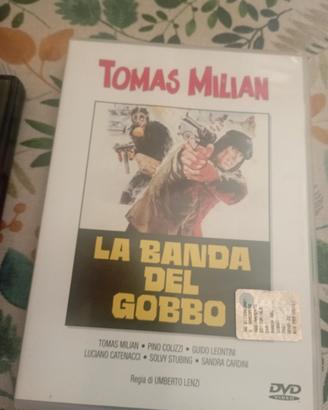 TOMAS MILIAN
LA BANDA
DEL
GOBBO
TOMAS MILIAN • PINO COLIZZI • GUIDO LEONTINI
LUCIANO CATENACCI • SOLVY STUBING • SANDRA CARDINI
Regia di UMBERTO LENZI
DVD
VIDEO